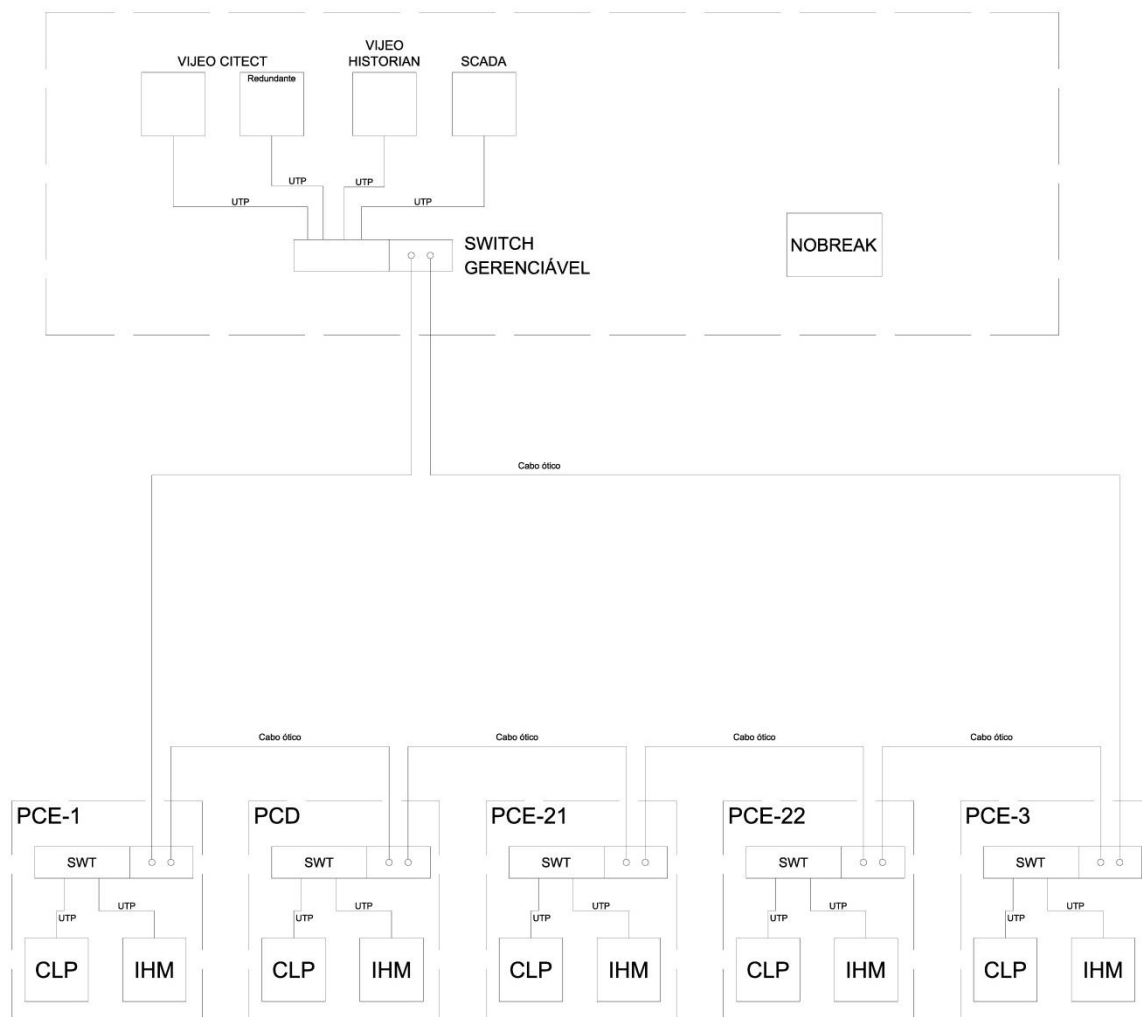 VIJEO CITECT
VIJEO
HISTORIAN
SCADA
Redundante
UTP
UTP
UTP
UTP
SWITCH
GERENCIÁVEL
NOBREAK
Cabo ótico
Cabo ótico
Cabo ótico
Cabo ótico
Cabo ótico
PCE-1
PCD
PCE-21
PCE-22
PCE-3
SWT
SWT
SWT
SWT
SWT
UTP
UTP
UTP
UTP
UTP
UTP
UTP
UTP
UTP
UTP
CLP
IHM
CLP
IHM
CLP
IHM
CLP
IHM
CLP
IHM